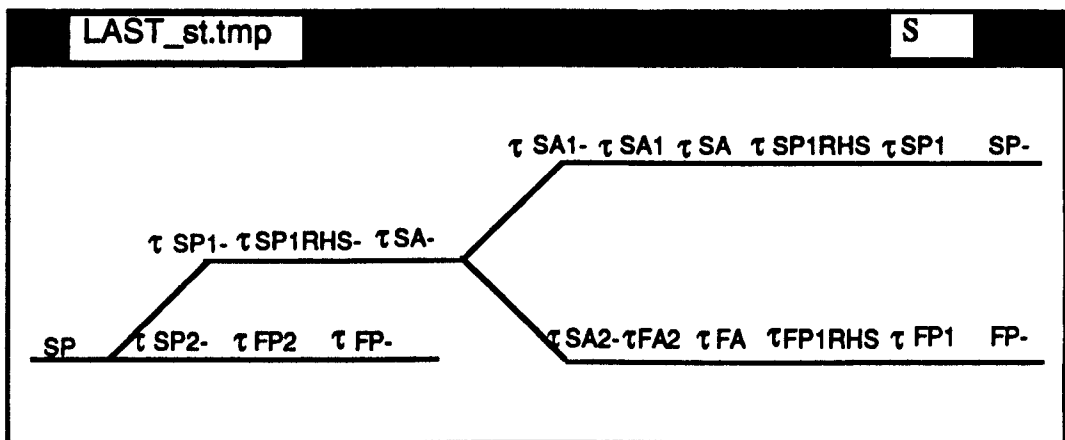 LAST_st.tmp S
τ SA1- τ SA1 τ SA τ SP1RHS τ SP1 SP-
τ SP1- τ SP1RHS- τ SA-
SP τ SP2- τ FP2 τ FP- τ SA2- τ FA2 τ FA τ FP1RHS τ FP1 FP-